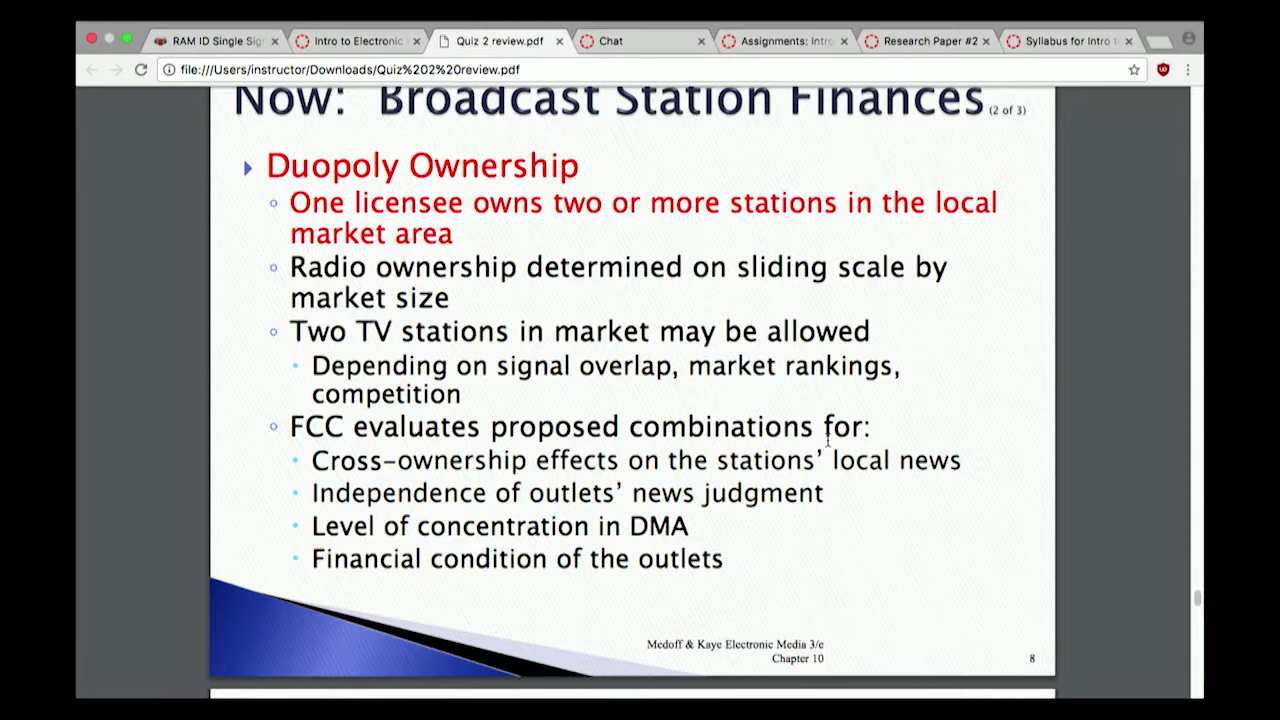 RAM ID Single Sig
Intro to Electronic
Quiz 2 review.pdf
Chat
Assignments: Intro
Research Paper #2
Syllabus for Intro t
file:///Users/instructor/Downloads/Quiz%202%20review.pdf
Now: Broadcast Station Finances (2 of 3)
Duopoly Ownership
One licensee owns two or more stations in the local
market area
Radio ownership determined on sliding scale by
market size
Two TV stations in market may be allowed
Depending on signal overlap, market rankings,
competition
FCC evaluates proposed combinations for:
Cross-ownership effects on the stations’ local news
Independence of outlets’ news judgment
Level of concentration in DMA
Financial condition of the outlets
Medoff & Kaye Electronic Media 3/e
Chapter 10
8